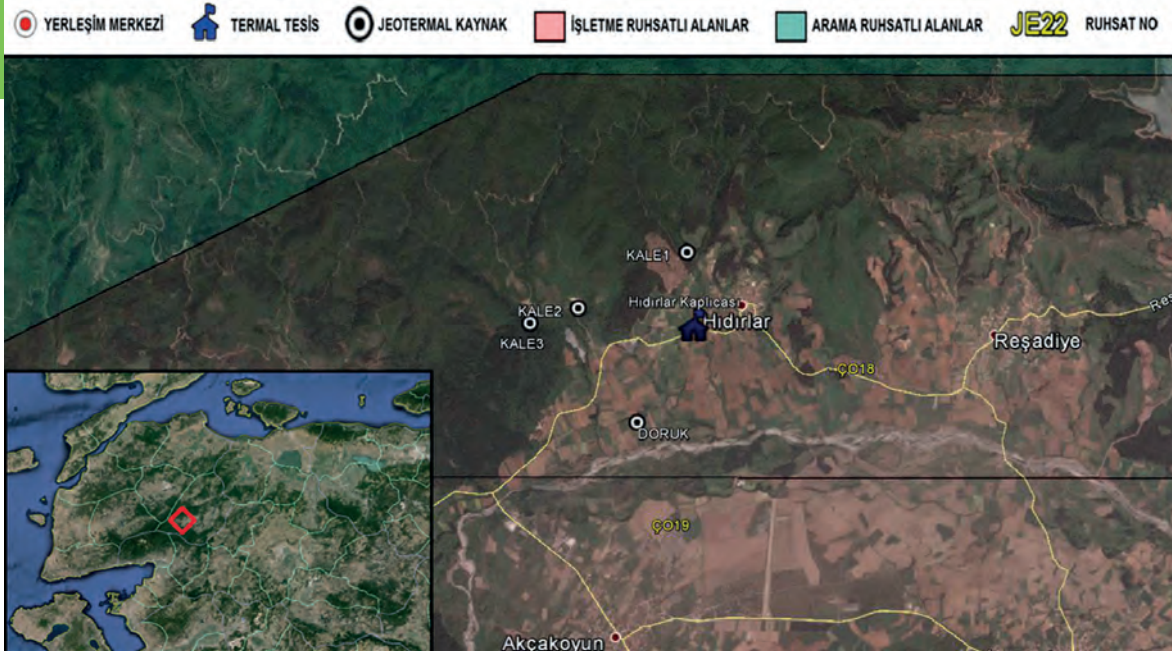 YERLEŞİM MERKEZİ TERMAL TESİS JEOTERMAL KAYNAK İŞLETME RUHSATLI ALANLAR ARAMA RUHSATLI ALANLAR JE22 RUHSAT NO
KALE1
Hıdırlar Kaplıcası
KALE2
Hıdırlar
KALE3
Reşadiye
ÇO18
DORUK
ÇO19
Akçakoyun